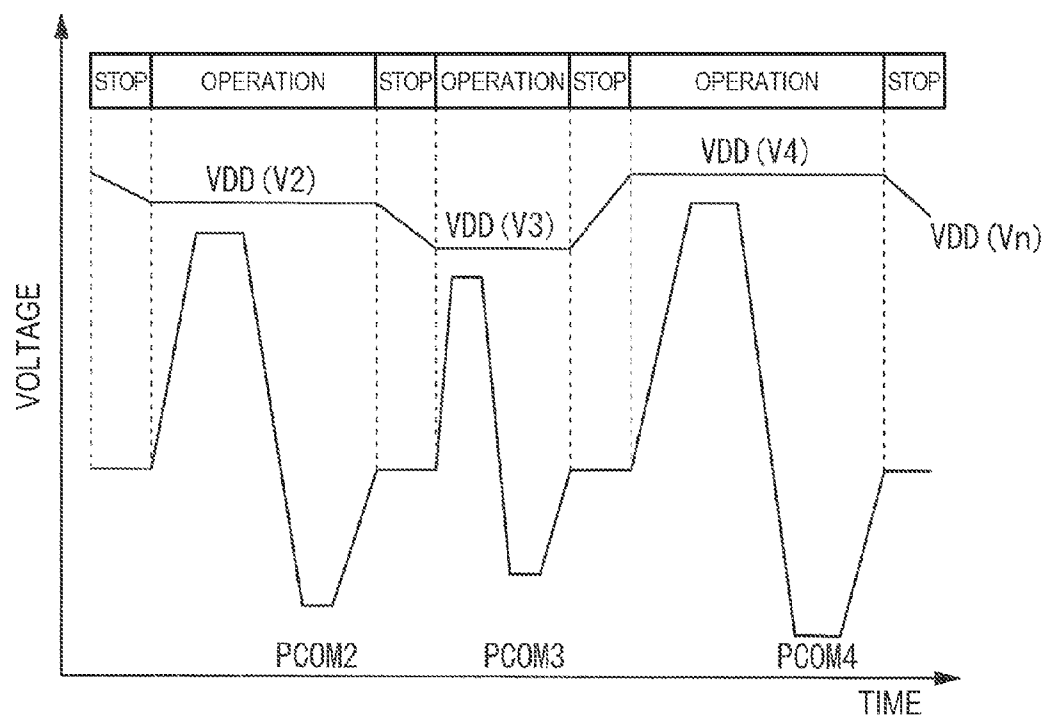 STOP OPERATION STOP OPERATION STOP OPERATION STOP
VDD (V2)
VDD (V3)
VDD (V4)
VDD (Vn)
VOLTAGE
PCOM2
PCOM3
PCOM4
TIME